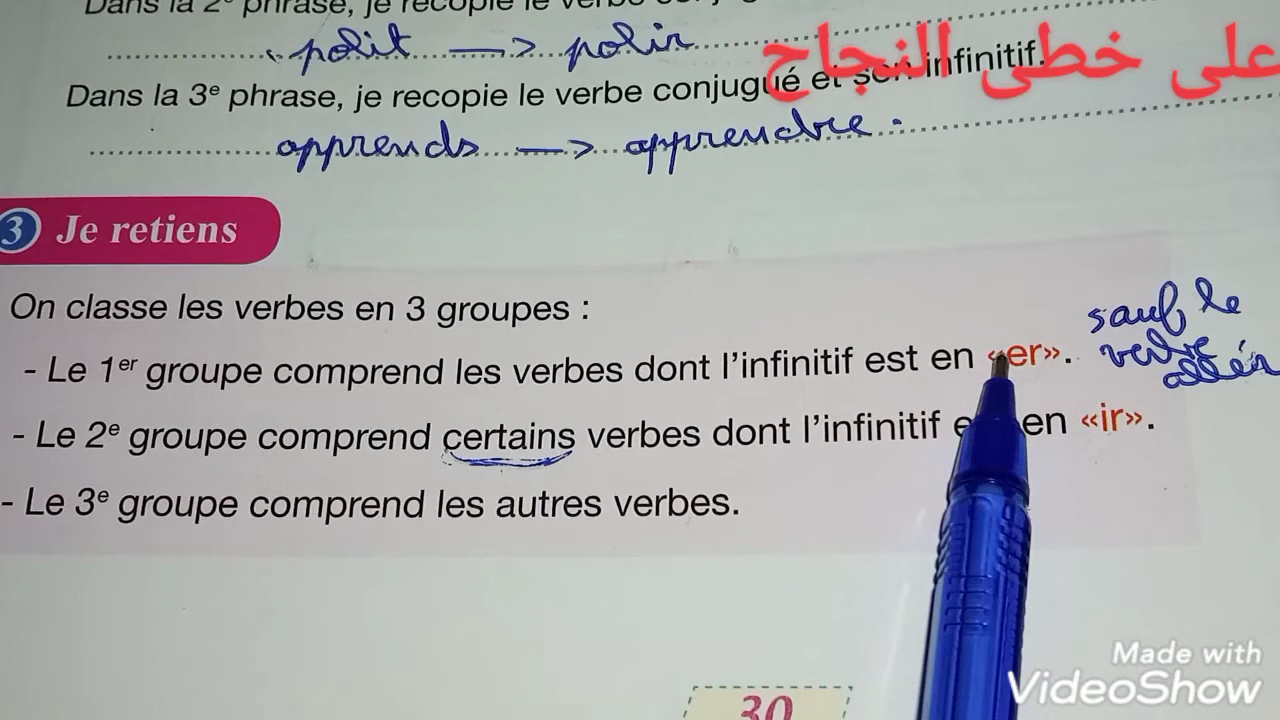 Dans la 2e phrase, je recopie le verbe
polit —> polir
على خطى النجاح
Dans la 3e phrase, je recopie le verbe conjugué et son infinitif.
apprends —> apprendre.
3 Je retiens
On classe les verbes en 3 groupes :
- Le 1er groupe comprend les verbes dont l'infinitif est en «er». sauf le verbe aller
- Le 2e groupe comprend certains verbes dont l'infinitif en «ir».
- Le 3e groupe comprend les autres verbes.
30
Made with
VideoShow